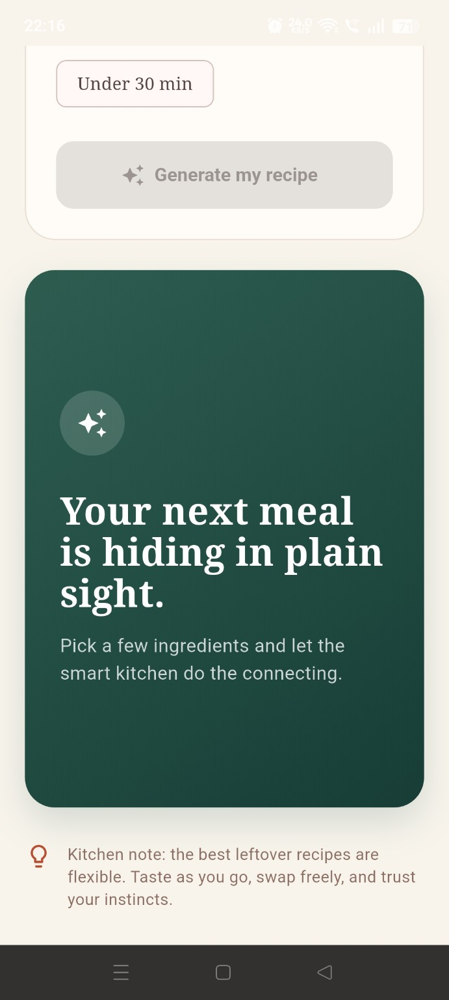 22:16
24.0
KB/S
71
Under 30 min
Generate my recipe
Your next meal
is hiding in plain
sight.
Pick a few ingredients and let the
smart kitchen do the connecting.
Kitchen note: the best leftover recipes are
flexible. Taste as you go, swap freely, and trust
your instincts.